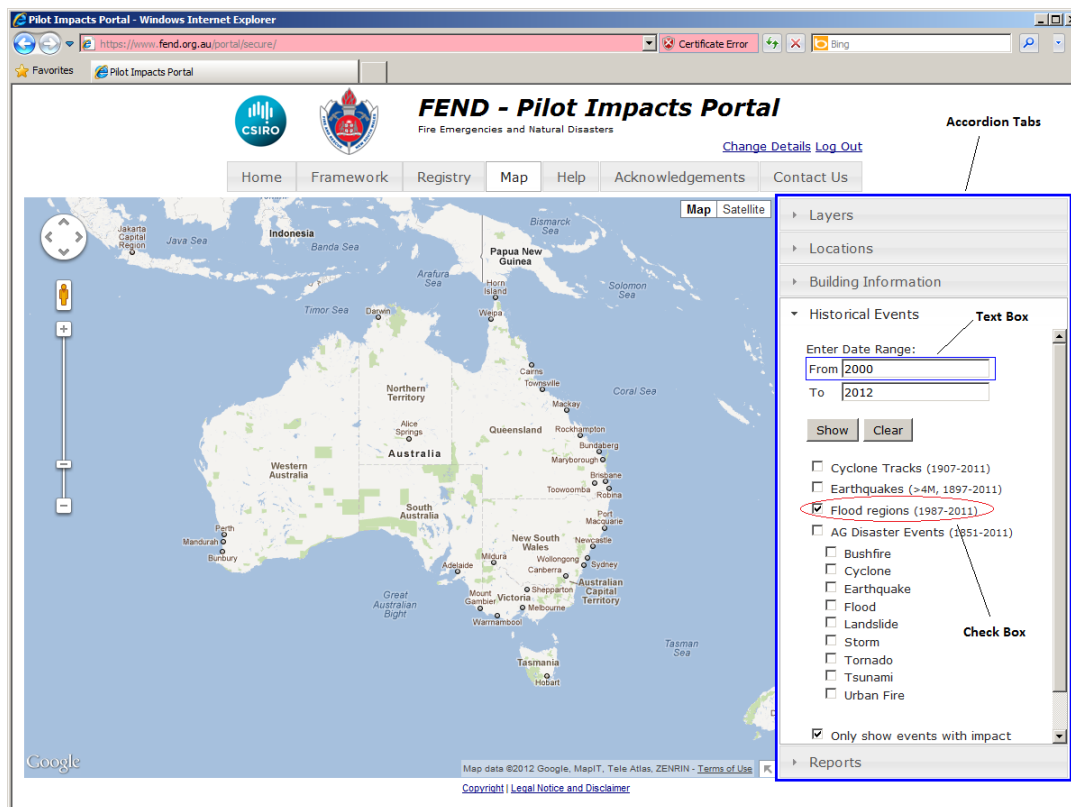 Pilot Impacts Portal - Windows Internet Explorer
https://www.fend.org.au/portal/secure/
Certificate Error
Bing
Favorites
Pilot Impacts Portal
CSIRO
FEND - Pilot Impacts Portal
Fire Emergencies and Natural Disasters
Change Details Log Out
Accordion Tabs
Home Framework Registry Map Help Acknowledgements Contact Us
Map Satellite
Jakarta
Capital
Region
Java Sea
Indonesia
Banda Sea
Bismarck
Sea
Papua New
Guinea
Arafura
Sea
Solomon
Sea
Horn
Island
Timor Sea
Darwin
Weipa
Cairns
Townsville
Coral Sea
Northern
Territory
Mackay
Alice
Springs
Queensland
Rockhampton
Bundaberg
Australia
Maryborough
Western
Australia
Brisbane
Toowoomba
Robina
South
Australia
Port
Macquarie
Perth
Mandurah
Bunbury
New South
Wales
Newcastle
Mildura
Wollongong
Sydney
Adelaide
Canberra
Australian
Capital
Territory
Mount
Gambier
Victoria
Shepparton
Melbourne
Warrnambool
Great
Australian
Bight
Tasman
Sea
Tasmania
Hobart
Google
Map data ©2012 Google, MapIT, Tele Atlas, ZENRIN - Terms of Use
Layers
Locations
Building Information
Historical Events
Text Box
Enter Date Range:
From 2000
To 2012
Show Clear
Cyclone Tracks (1907-2011)
Earthquakes (>4M, 1897-2011)
Flood regions (1987-2011)
AG Disaster Events (1851-2011)
Bushfire
Cyclone
Earthquake
Flood
Landslide
Check Box
Storm
Tornado
Tsunami
Urban Fire
Only show events with impact
Reports
Copyright | Legal Notice and Disclaimer